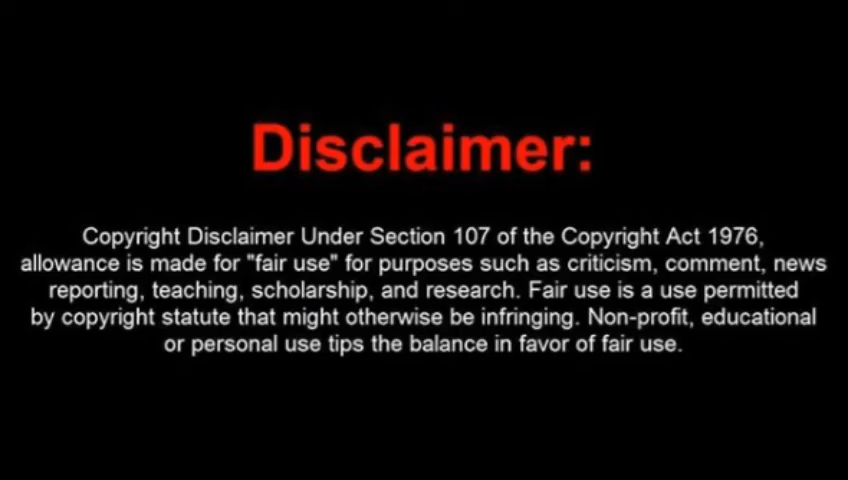 Disclaimer:
Copyright Disclaimer Under Section 107 of the Copyright Act 1976,
allowance is made for "fair use" for purposes such as criticism, comment, news
reporting, teaching, scholarship, and research. Fair use is a use permitted
by copyright statute that might otherwise be infringing. Non-profit, educational
or personal use tips the balance in favor of fair use.